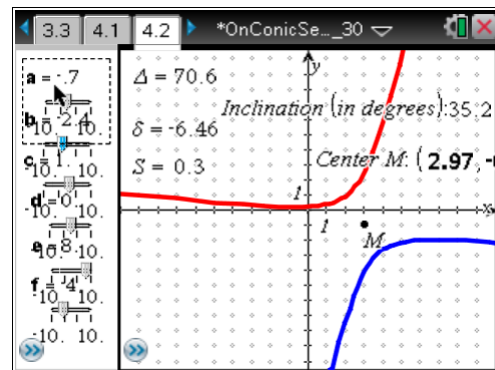 3.3 4.1 4.2 *OnConicSe..._30
a = -.7
b = -2.4
-10. 10.
c = 1.
-10. 10.
d = 0
-10. 10.
e = 8.
-10. 10.
f = 4
-10. 10.
-10. 10.
Δ = 70.6
Inclination (in degrees): 35.2
δ = -6.46
S = 0.3
Center M: (2.97, -
y
1
x
1
M